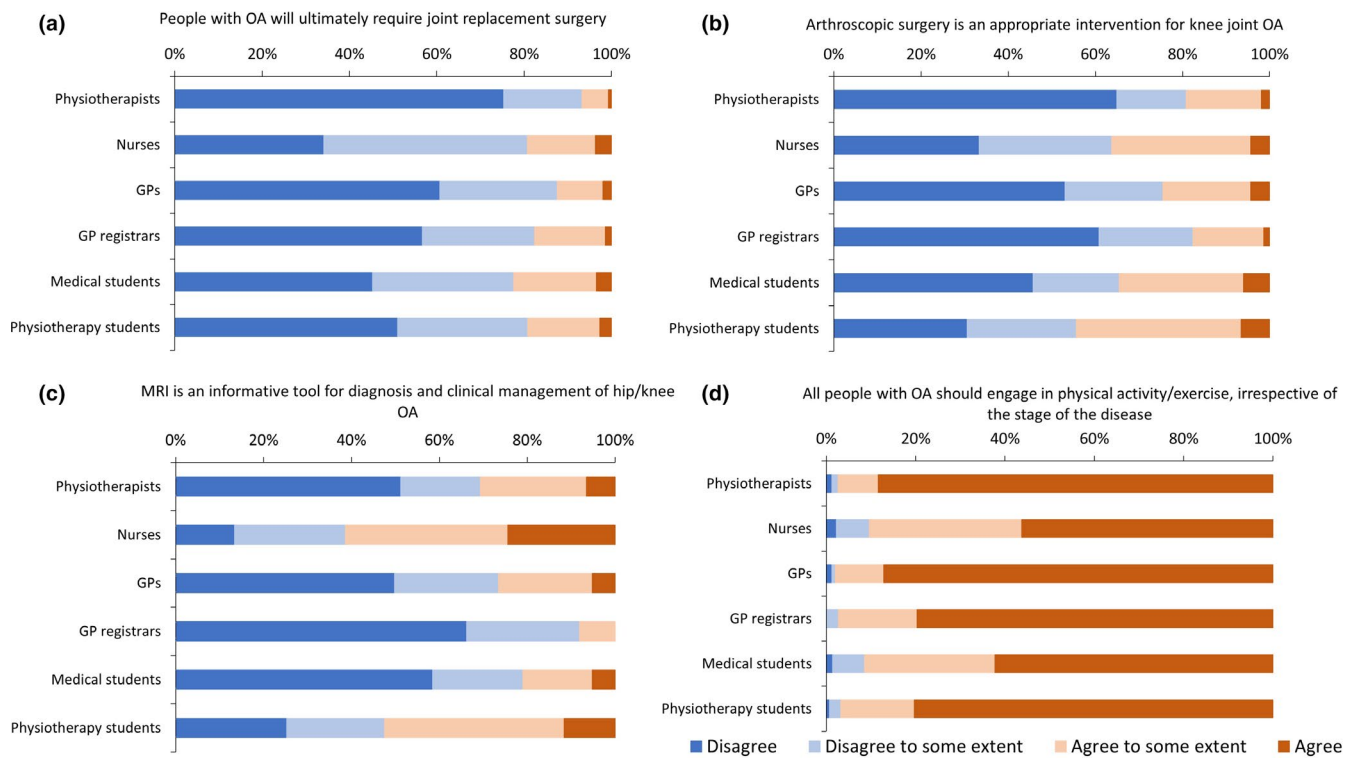 (a)
People with OA will ultimately require joint replacement surgery
0% 20% 40% 60% 80% 100%
Physiotherapists
Nurses
GPs
GP registrars
Medical students
Physiotherapy students
(b)
Arthroscopic surgery is an appropriate intervention for knee joint OA
0% 20% 40% 60% 80% 100%
Physiotherapists
Nurses
GPs
GP registrars
Medical students
Physiotherapy students
(c)
MRI is an informative tool for diagnosis and clinical management of hip/knee
OA
0% 20% 40% 60% 80% 100%
Physiotherapists
Nurses
GPs
GP registrars
Medical students
Physiotherapy students
(d)
All people with OA should engage in physical activity/exercise, irrespective of
the stage of the disease
0% 20% 40% 60% 80% 100%
Physiotherapists
Nurses
GPs
GP registrars
Medical students
Physiotherapy students
Disagree Disagree to some extent Agree to some extent Agree